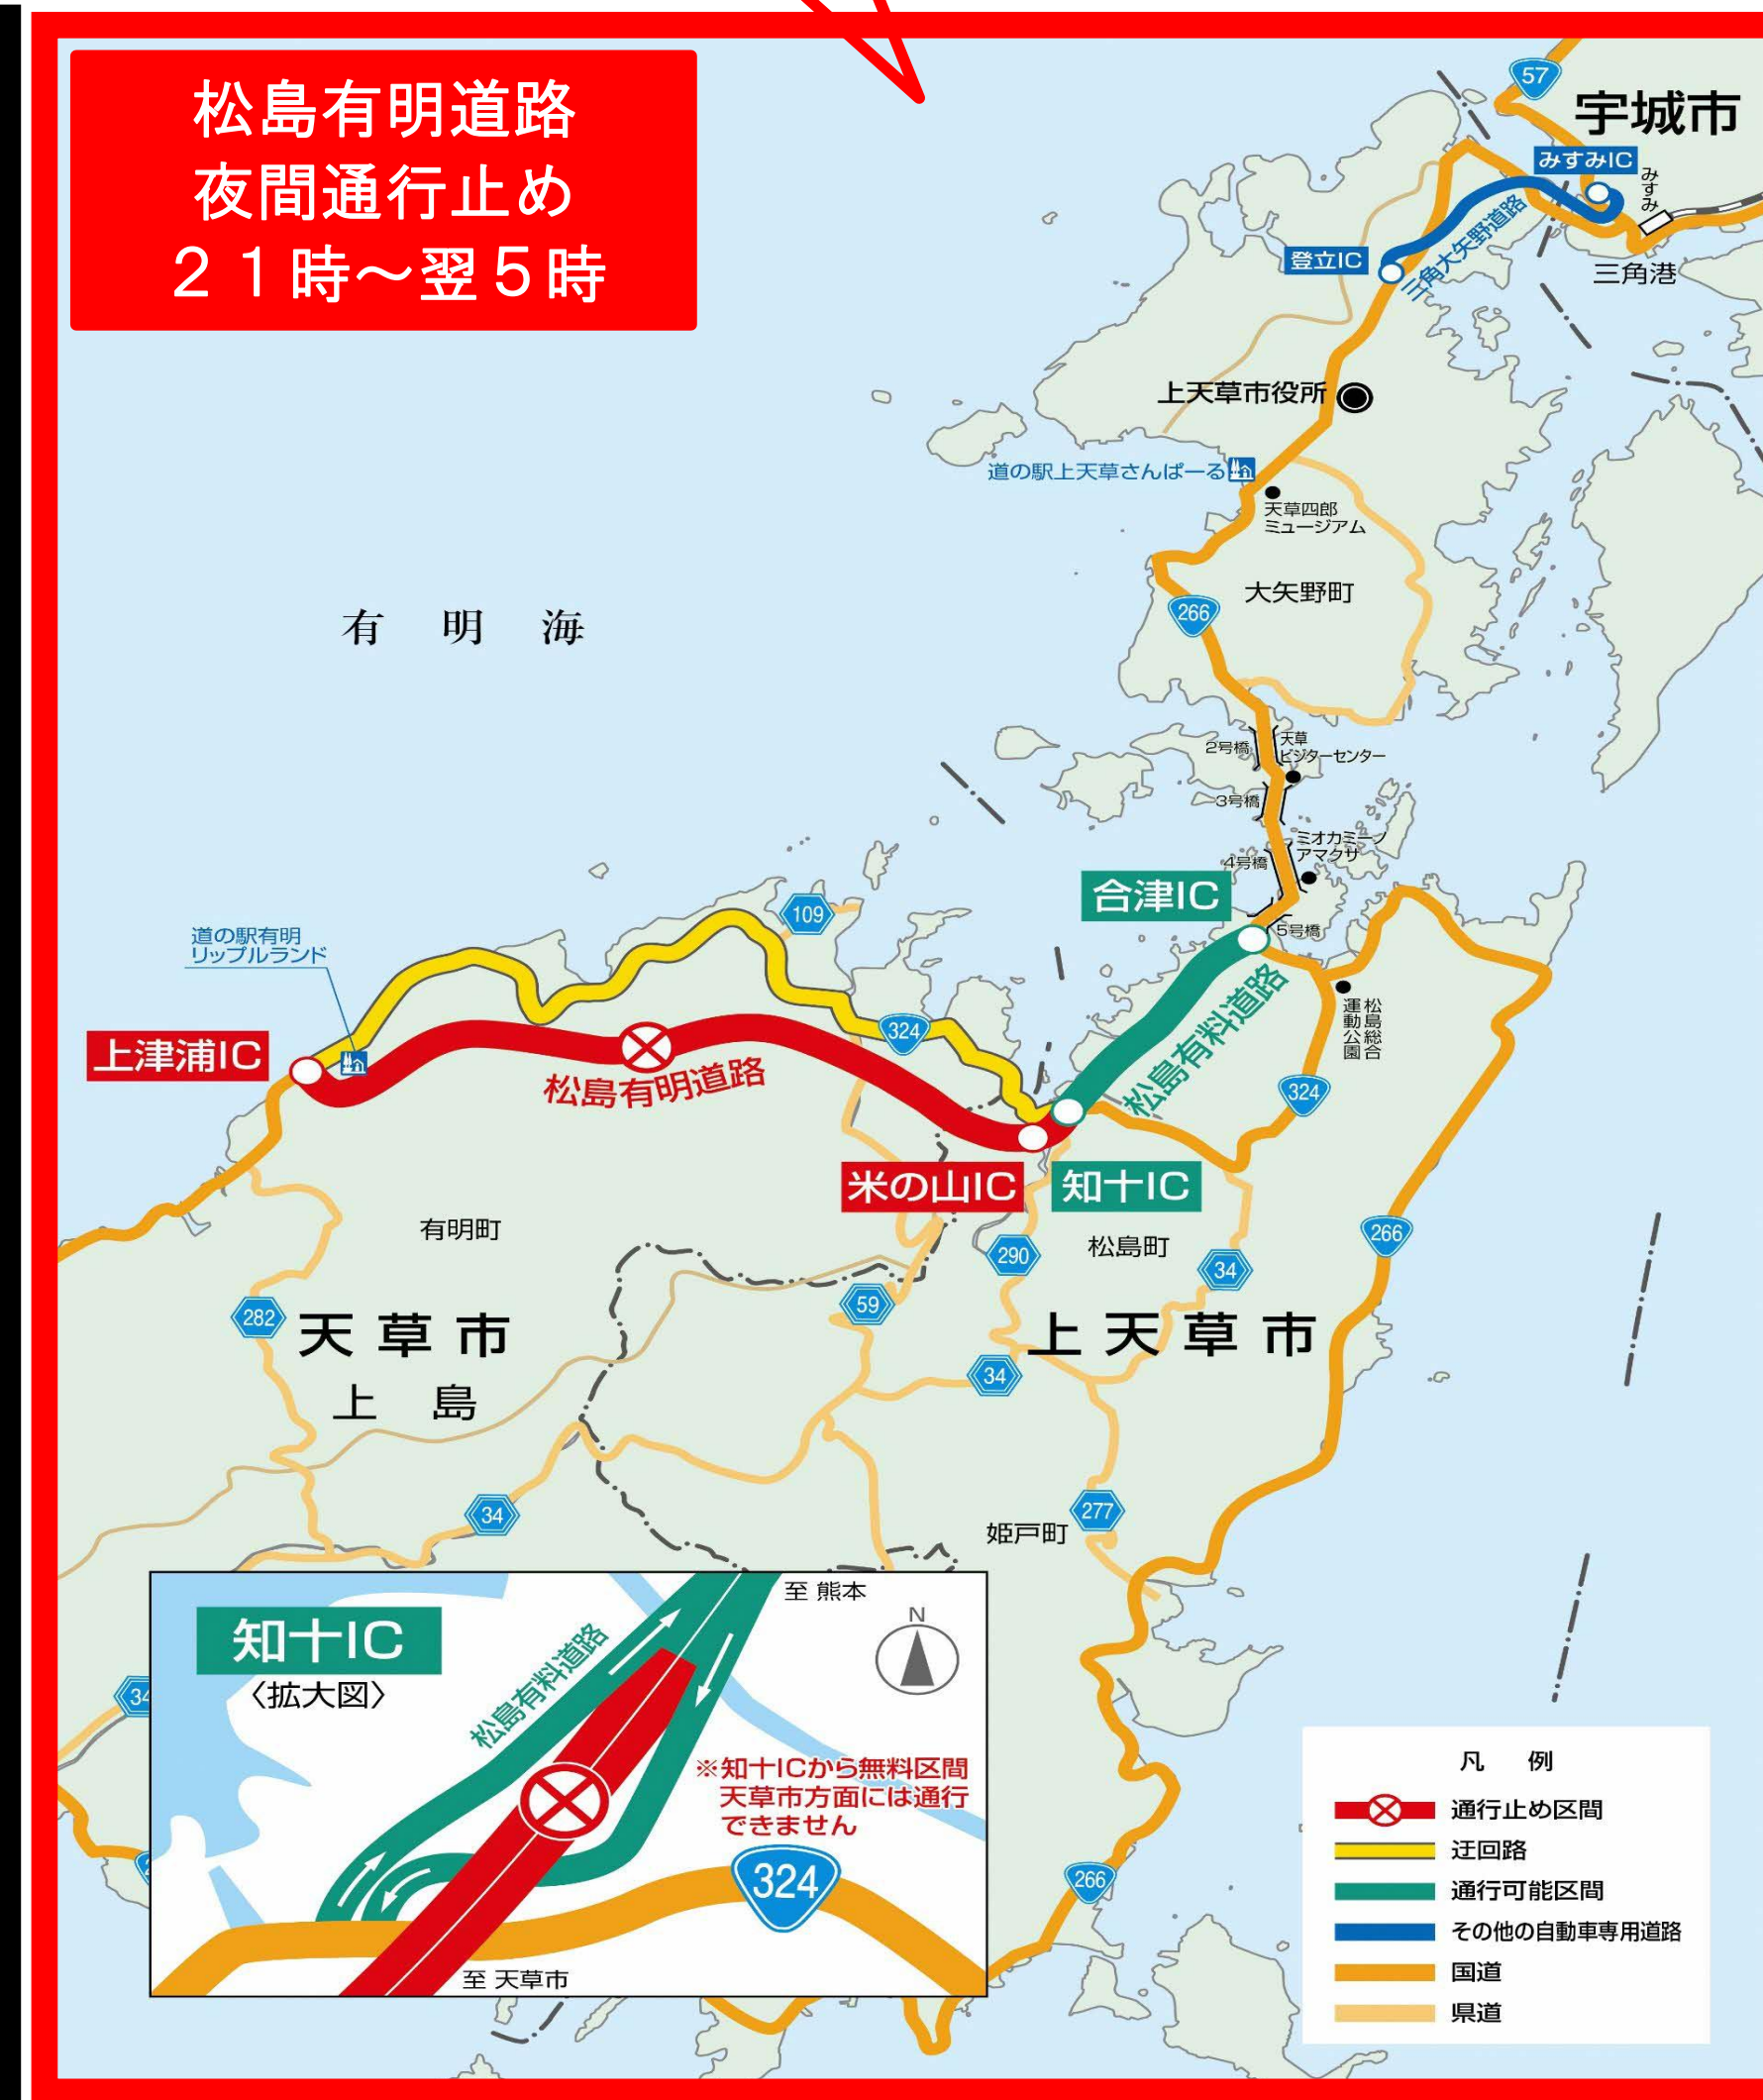 松島有明道路
夜間通行止め
２１時～翌５時
57
宇城市
みすみIC
みすみ
登立IC
三角大矢野道路
三角港
上天草市役所
道の駅上天草さんぱーる
天草四郎
ミュージアム
大矢野町
266
有明海
2号橋
天草
ビジターセンター
3号橋
ミオカミーノ
アマクサ
4号橋
合津IC
5号橋
109
道の駅有明
リップルランド
324
松島有料道路
松島総合
運動公園
上津浦IC
松島有明道路
324
米の山IC
知十IC
有明町
290
松島町
34
266
282
天草市
59
上天草市
上島
34
34
277
姫戸町
知十IC
〈拡大図〉
至 熊本
N
松島有料道路
※知十ICから無料区間
天草市方面には通行
できません
324
至 天草市
34
266
凡例
通行止め区間
迂回路
通行可能区間
その他の自動車専用道路
国道
県道